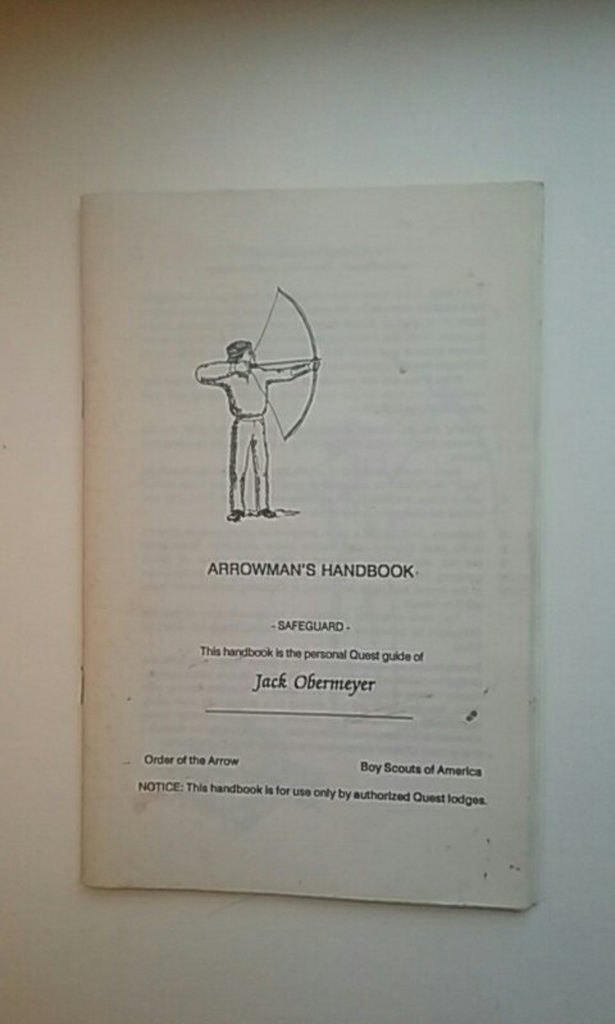 ARROWMAN'S HANDBOOK
- SAFEGUARD -
This handbook is the personal Quest guide of
Jack Obermeyer
Order of the Arrow
Boy Scouts of America
NOTICE: This handbook is for use only by authorized Quest lodges.